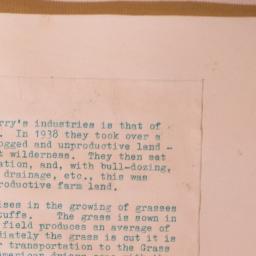 rry's industries is that of
. In 1938 they took over a
ogged and unproductive land -
t wilderness. They then set
ation, and, with bull-dozing,
drainage, etc., this was
roductive farm land.
ises in the growing of grasses
tuffs. The grass is sown in
field produces an average of
diately the grass is cut it is
r transportation to the Grass